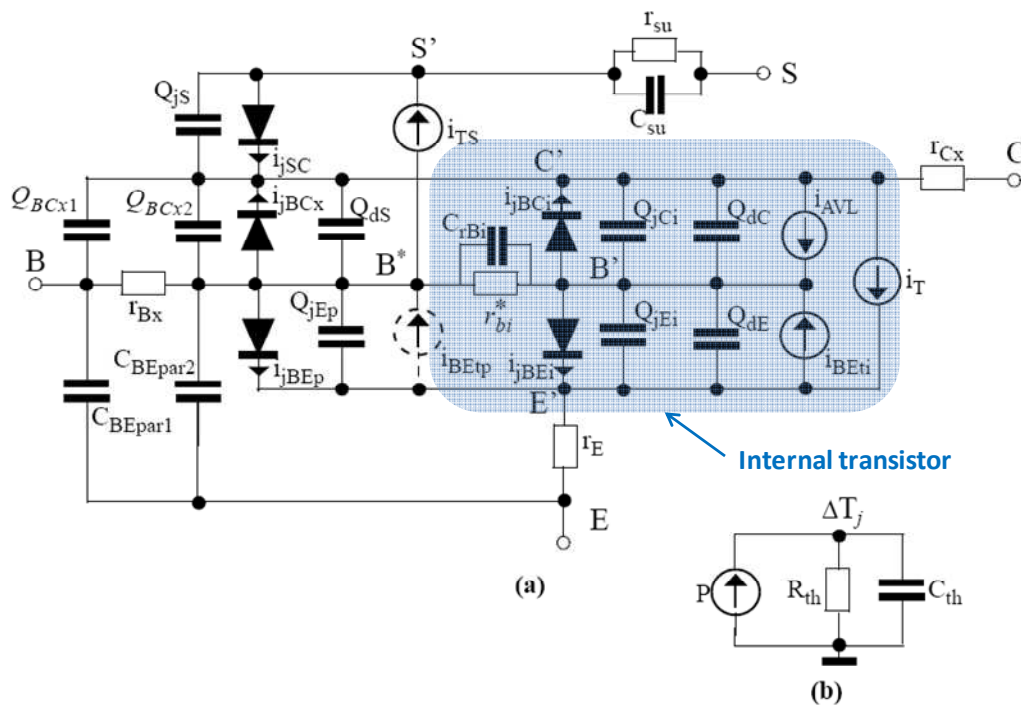 r_su
S'
S
Q_jS
C_su
i_TS
i_jSC
C'
r_Cx
C
Q_BCx1
Q_BCx2
i_jBCx
Q_dS
i_jBCi
Q_jCi
Q_dC
i_AVL
C_rBi
B
B*
B'
i_T
r_Bx
Q_jEp
r*_bi
Q_jEi
Q_dE
C_BEpar2
i_jBEp
i_BEtp
i_jBEi
i_BEti
C_BEpar1
E'
r_E
Internal transistor
E
ΔT_j
(a)
P
R_th
C_th
(b)